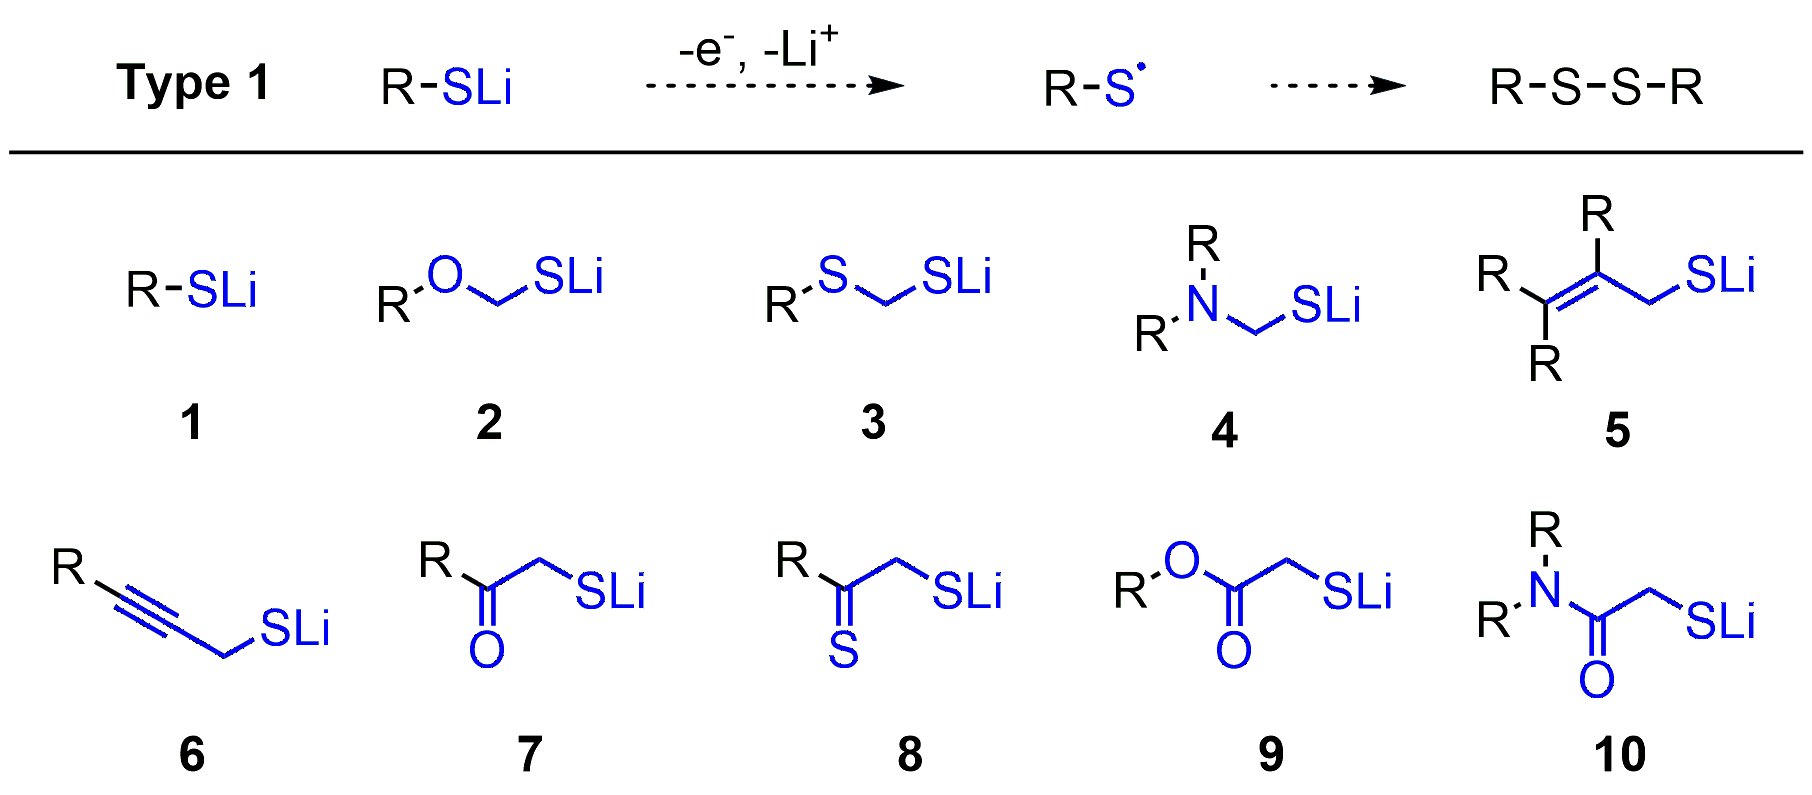 Type 1 R-SLi -e⁻, -Li⁺ R-S• R-S-S-R
R-SLi R O SLi R S SLi R R N SLi R R R SLi
1 2 3 4 5
R SLi R O SLi R S SLi R O O SLi R R N O SLi
6 7 8 9 10